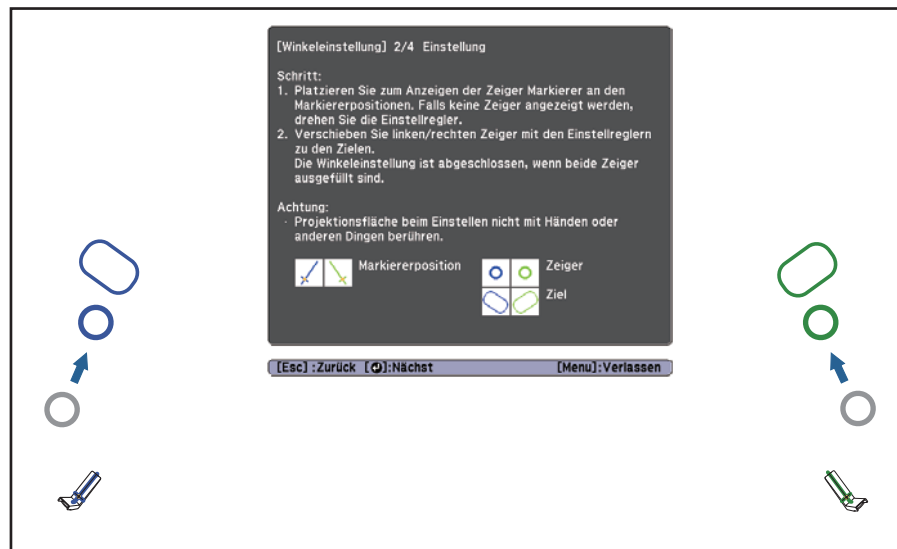 [Winkeleinstellung] 2/4 Einstellung
Schritt:
1. Platzieren Sie zum Anzeigen der Zeiger Markierer an den
Markiererpositionen. Falls keine Zeiger angezeigt werden,
drehen Sie die Einstellregler.
2. Verschieben Sie linken/rechten Zeiger mit den Einstellreglern
zu den Zielen.
Die Winkeleinstellung ist abgeschlossen, wenn beide Zeiger
ausgefüllt sind.
Achtung:
· Projektionsfläche beim Einstellen nicht mit Händen oder
anderen Dingen berühren.
Markiererposition
Zeiger
Ziel
[Esc] :Zurück [⏎]:Nächst [Menu]:Verlassen